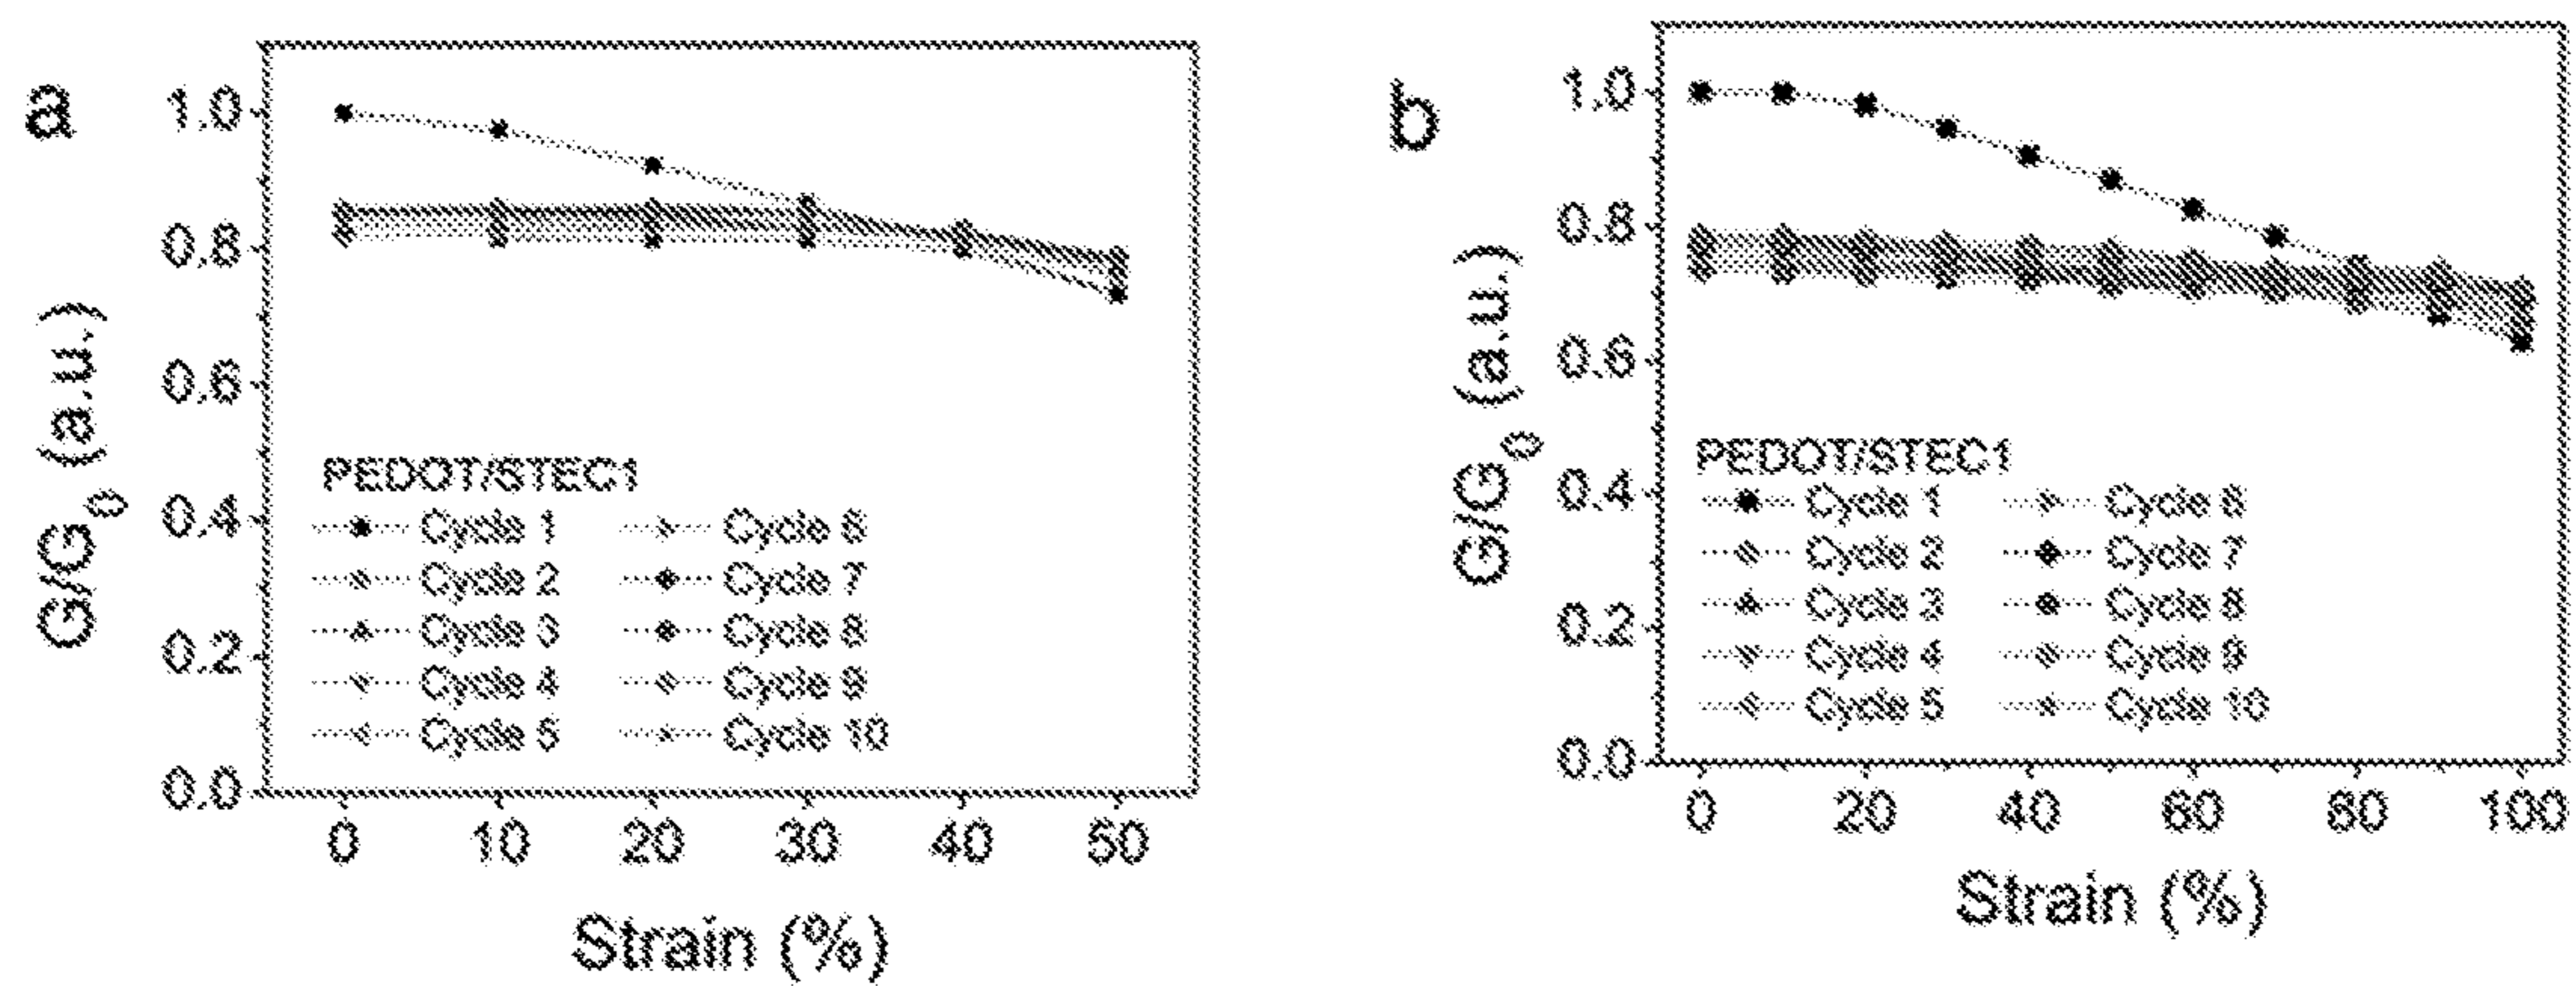 a
G/G0 (a.u.)
1.0
0.8
0.6
0.4
0.2
0.0
PEDOT/STEC1
Cycle 1
Cycle 2
Cycle 3
Cycle 4
Cycle 5
Cycle 6
Cycle 7
Cycle 8
Cycle 9
Cycle 10
0 10 20 30 40 50
Strain (%)
b
G/G0 (a.u.)
1.0
0.8
0.6
0.4
0.2
0.0
PEDOT/STEC1
Cycle 1
Cycle 2
Cycle 3
Cycle 4
Cycle 5
Cycle 6
Cycle 7
Cycle 8
Cycle 9
Cycle 10
0 20 40 60 80 100
Strain (%)